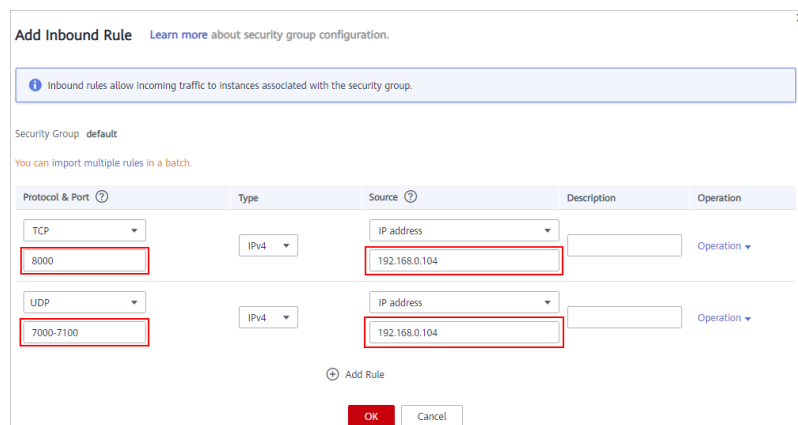 Add Inbound Rule Learn more about security group configuration.
Inbound rules allow incoming traffic to instances associated with the security group.
Security Group default
You can import multiple rules in a batch.
Protocol & Port Type Source Description Operation
TCP IP address
IPv4 Operation
8000 192.168.0.104
UDP IP address
IPv4 Operation
7000-7100 192.168.0.104
Add Rule
OK Cancel